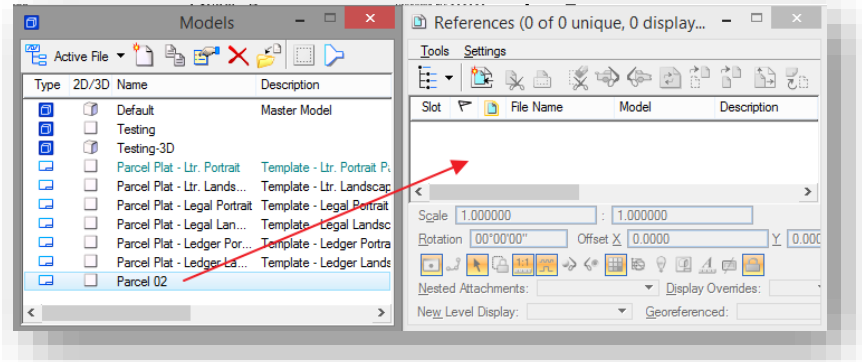 Models
Active File
Type 2D/3D Name Description
Default Master Model
Testing
Testing-3D
Parcel Plat - Ltr. Portrait Template - Ltr. Portrait
Parcel Plat - Ltr. Lands... Template - Ltr. Landscap
Parcel Plat - Legal Portrait Template - Legal Portrait
Parcel Plat - Legal Lan... Template - Legal Landsc
Parcel Plat - Ledger Por... Template - Ledger Portra
Parcel Plat - Ledger La... Template - Ledger Lands
Parcel 02
References (0 of 0 unique, 0 display...
Tools Settings
Slot File Name Model Description
Scale 1.000000 : 1.000000
Rotation 00°00'00" Offset X 0.0000 Y 0.000
1:1
Nested Attachments: Display Overrides:
New Level Display: Georeferenced: